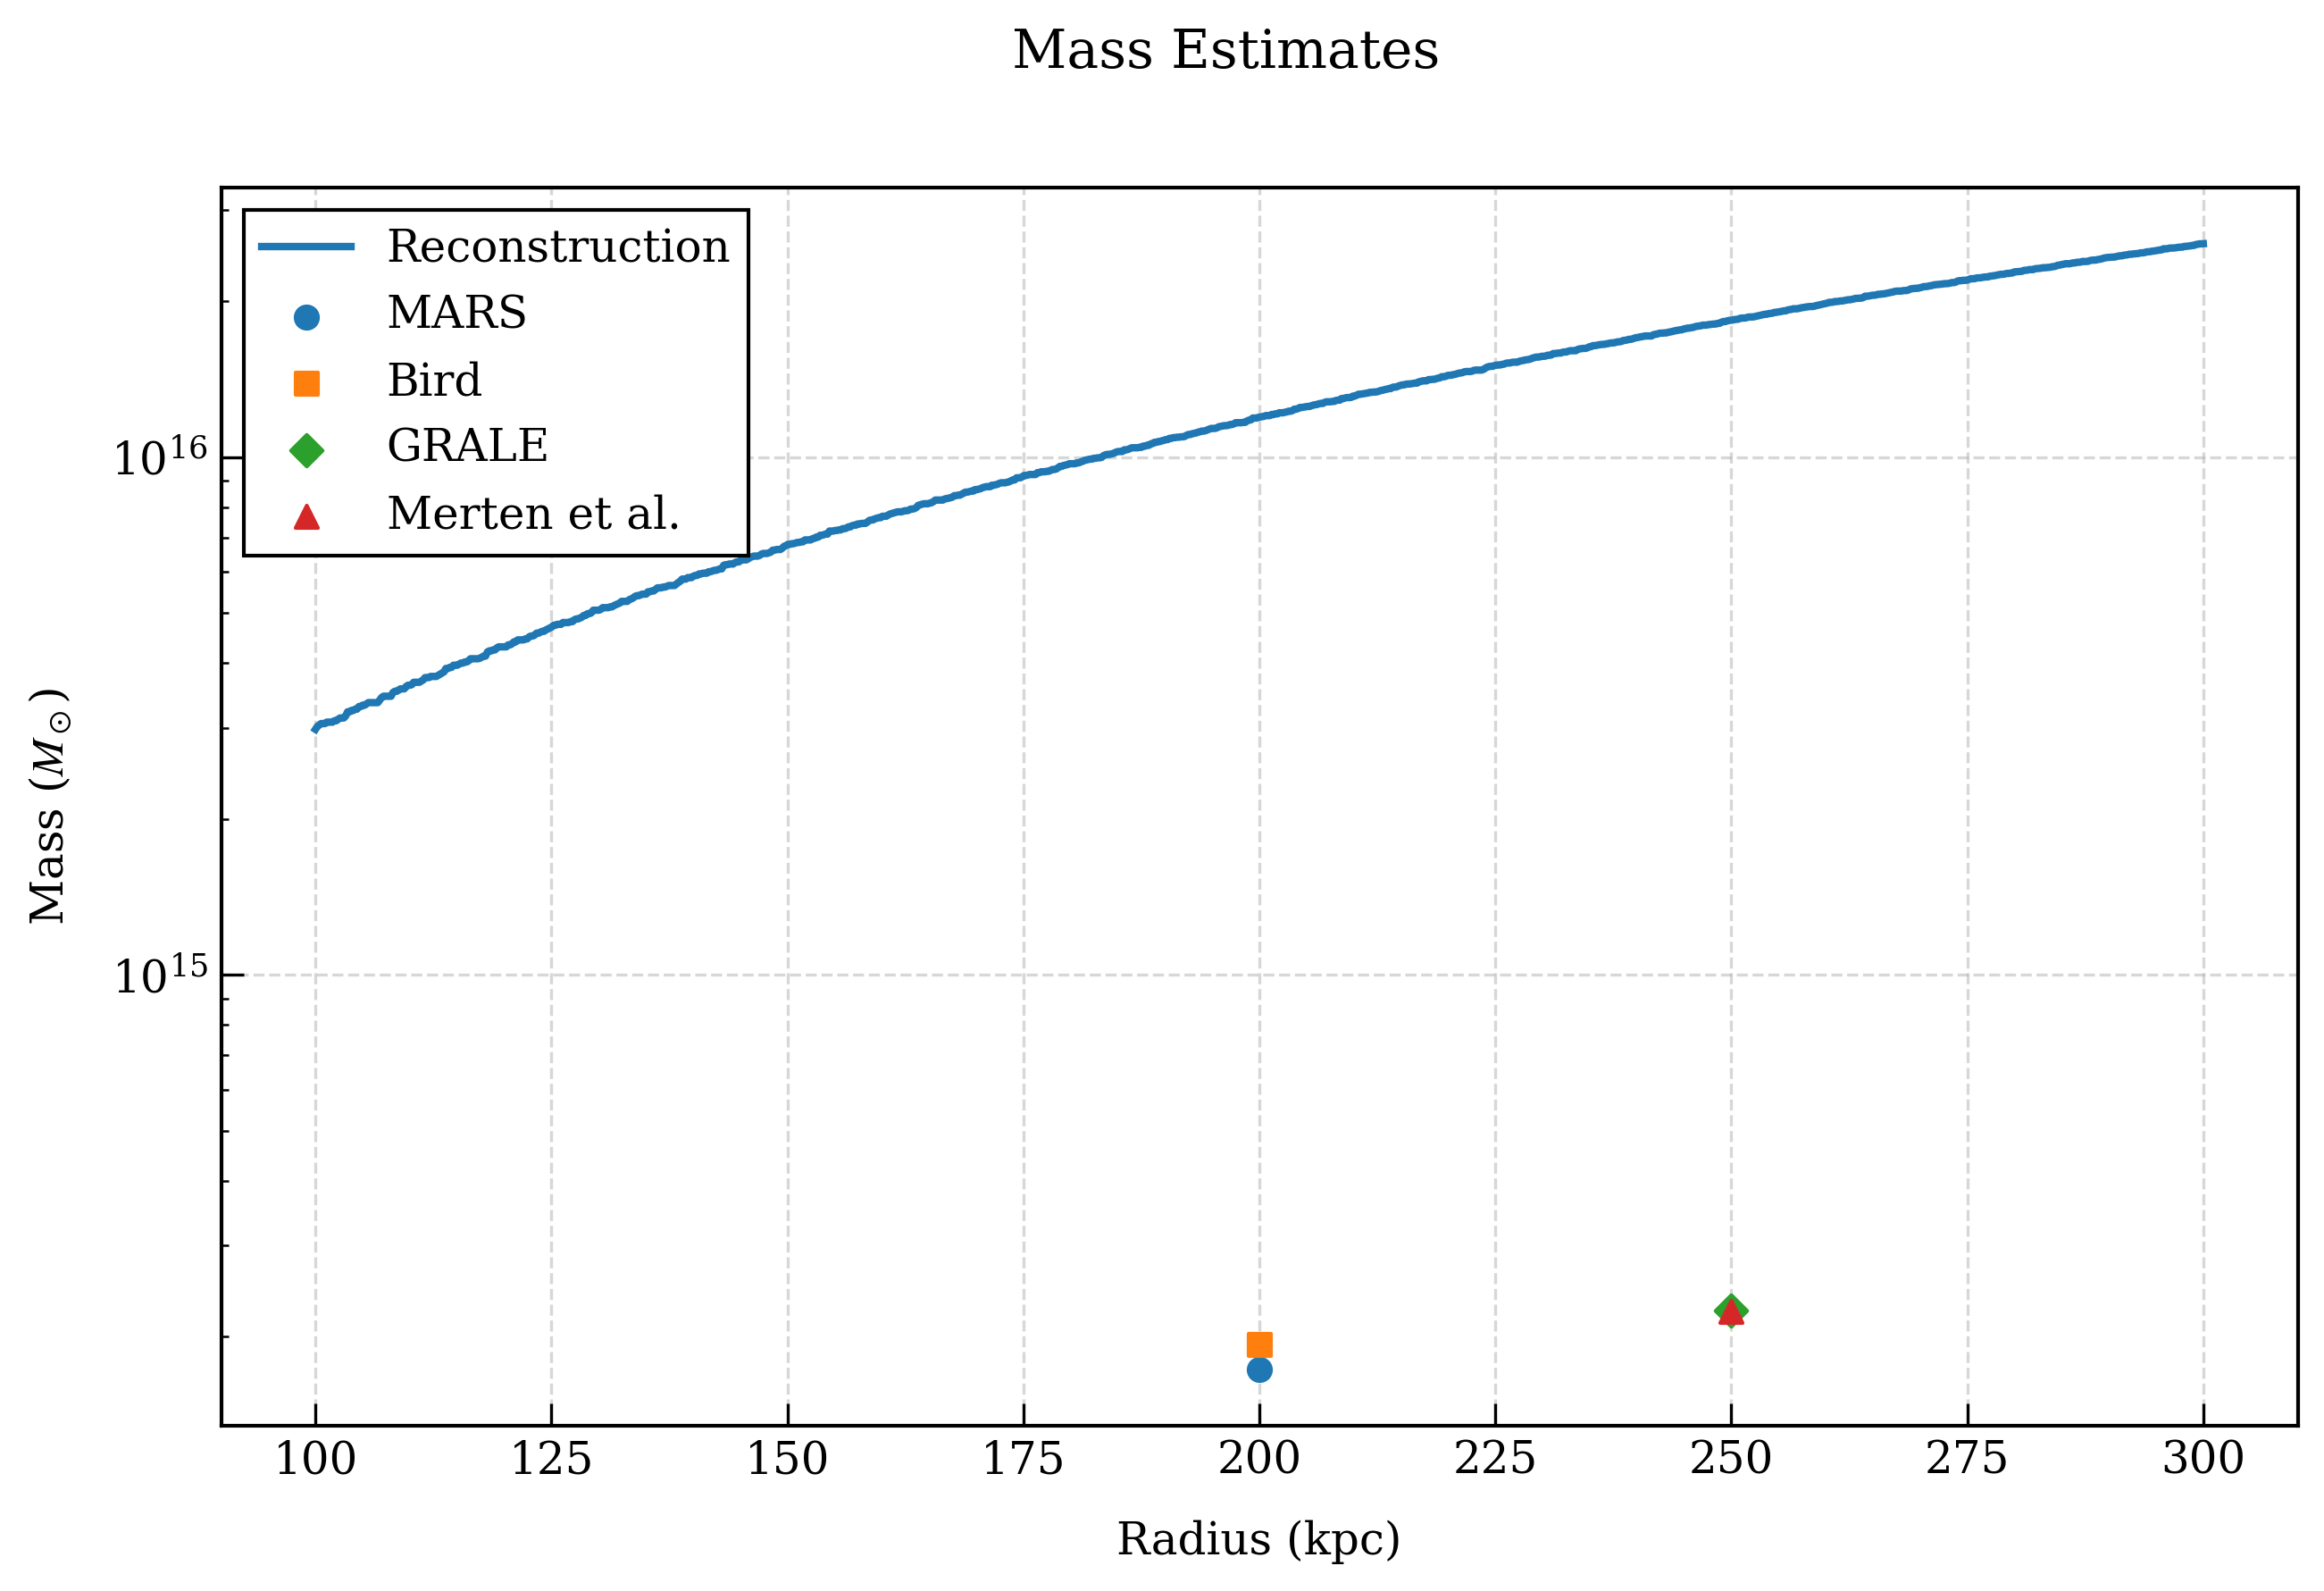 Mass Estimates
Reconstruction
MARS
Bird
GRALE
Merten et al.
10^16
10^15
Mass (M_⊙)
100 125 150 175 200 225 250 275 300
Radius (kpc)